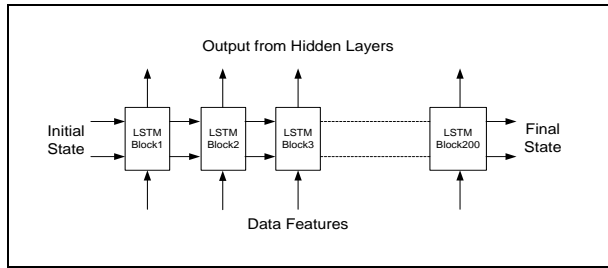 Output from Hidden Layers
Initial
State
LSTM
Block1
LSTM
Block2
LSTM
Block3
LSTM
Block200
Final
State
Data Features